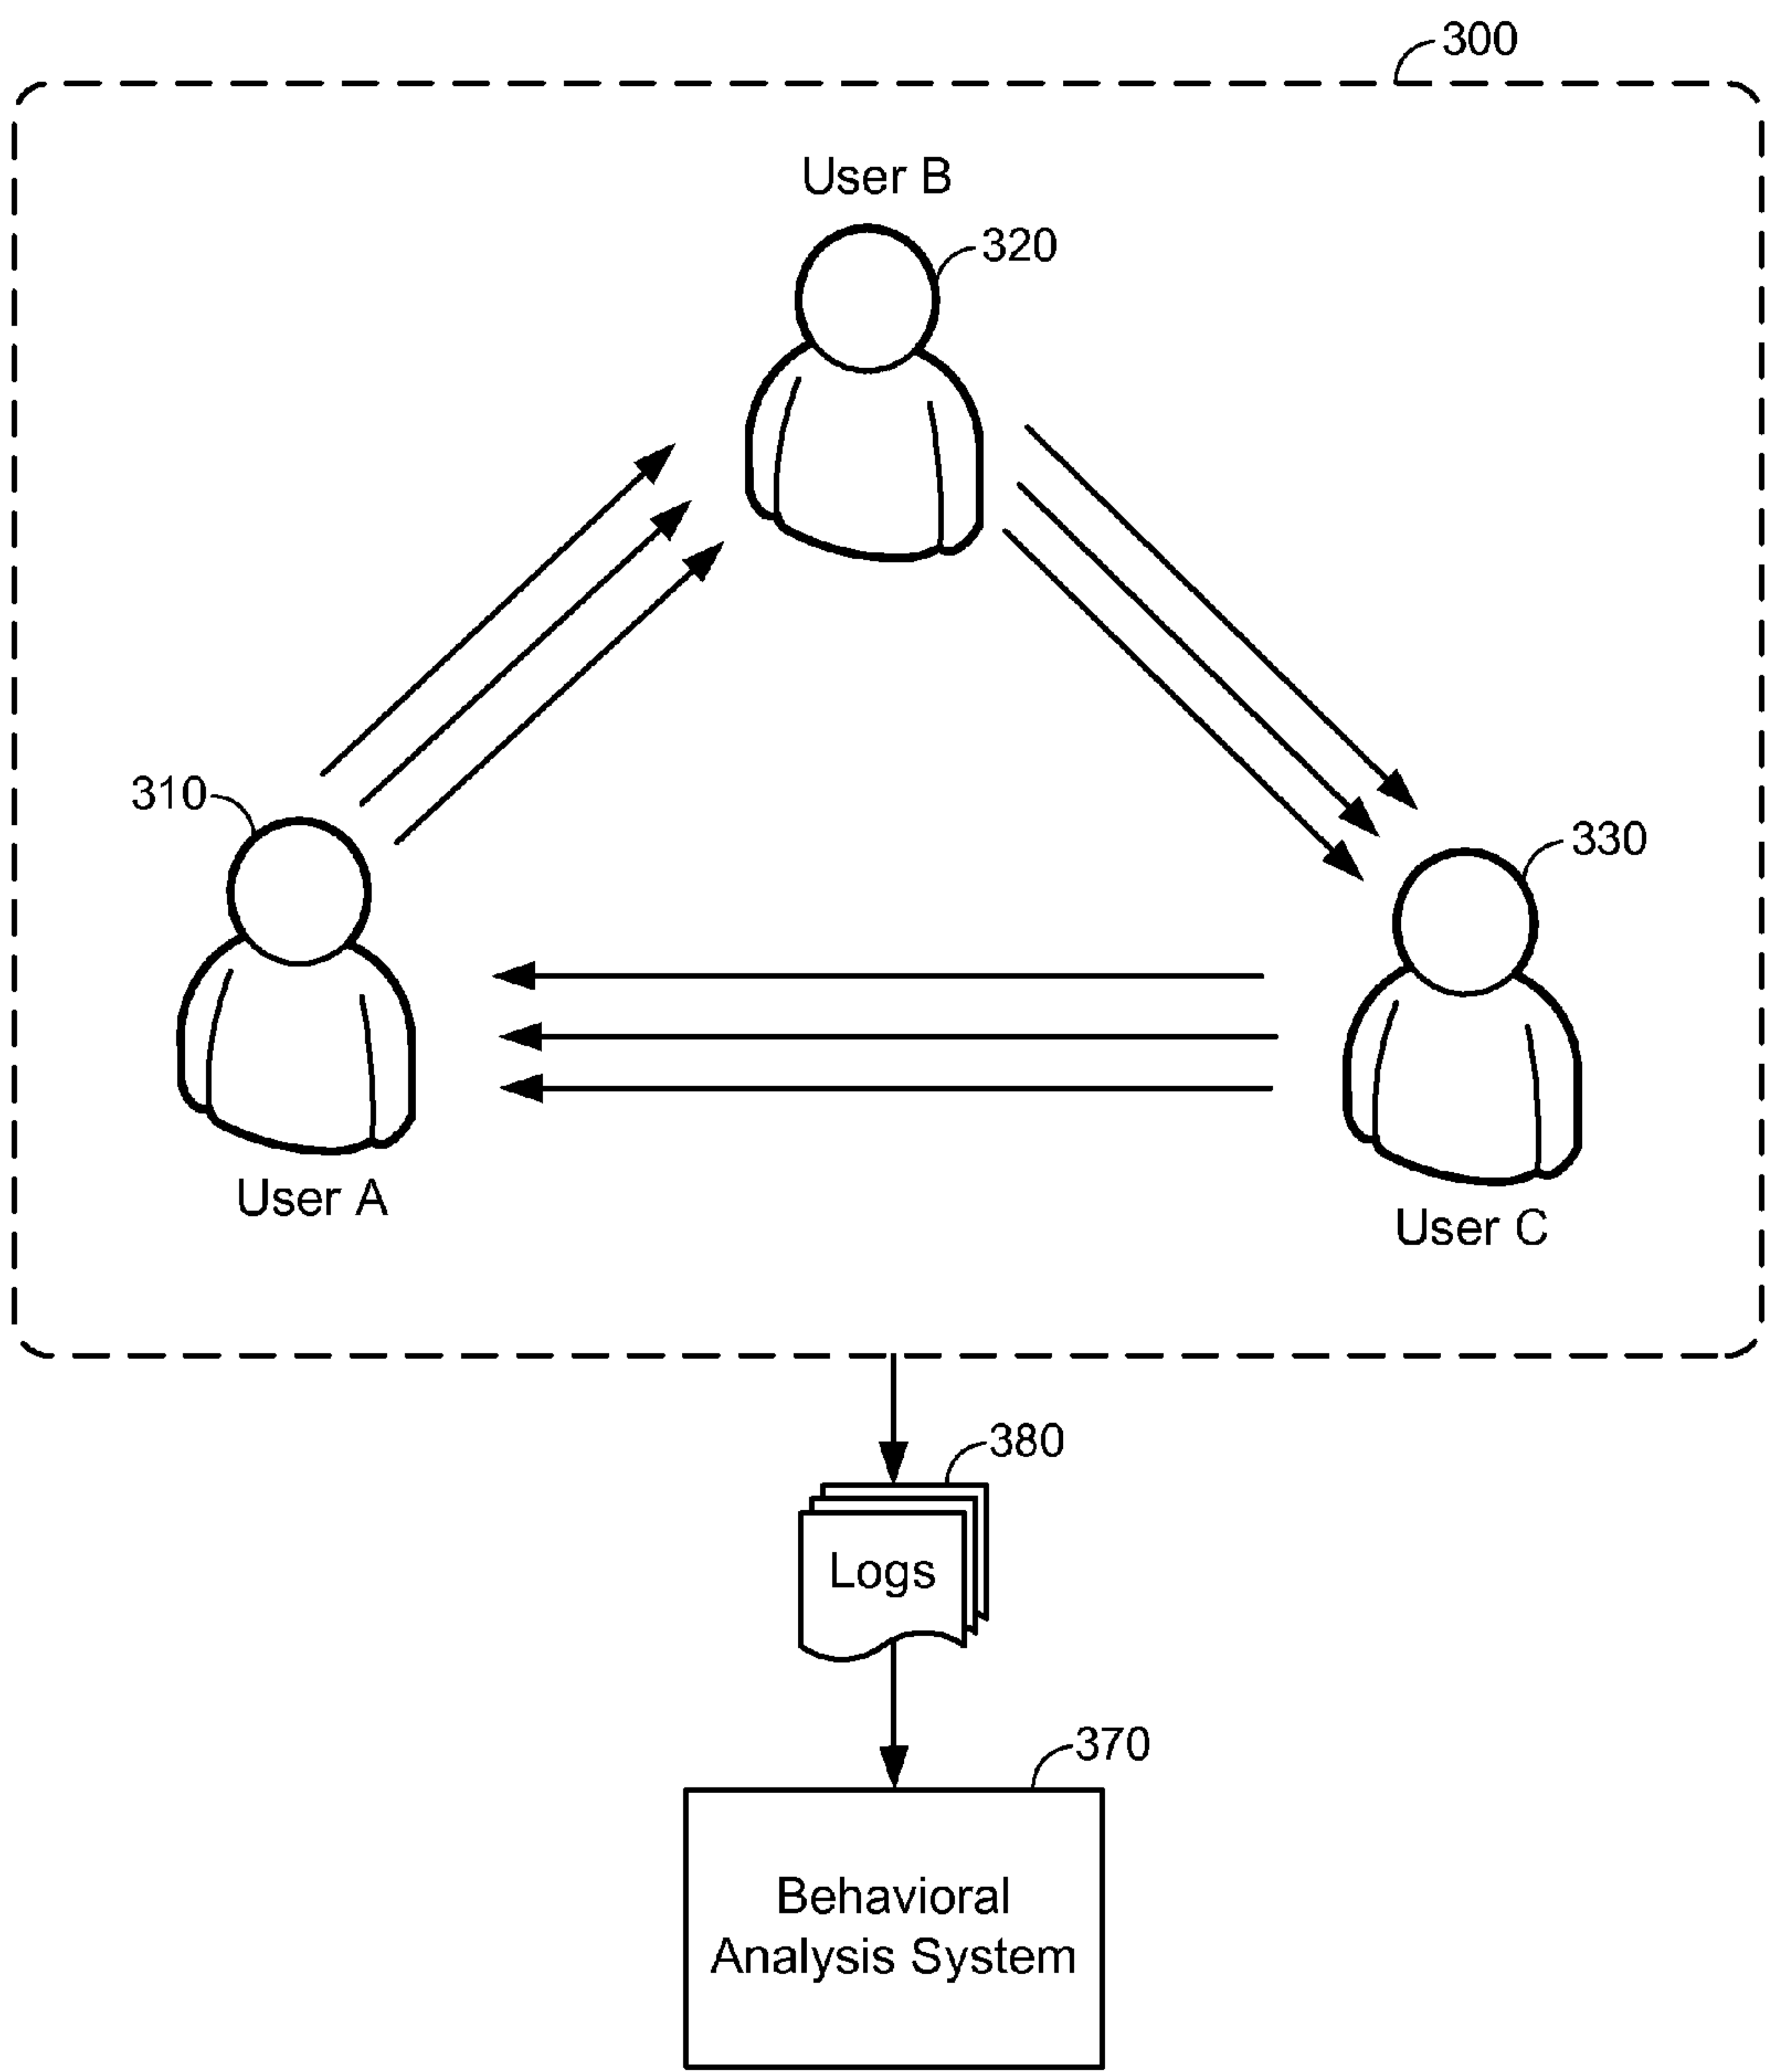 300
User B
320
310
330
User A
User C
380
Logs
370
Behavioral
Analysis System